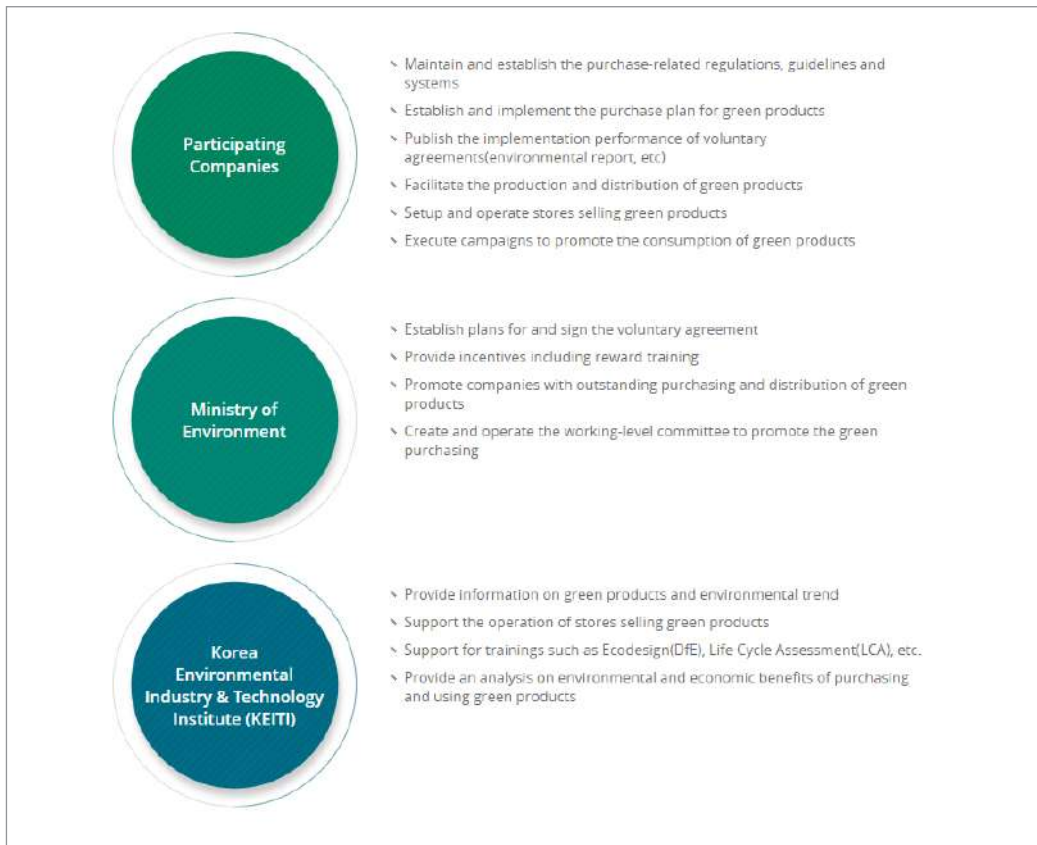 Participating
Companies
Maintain and establish the purchase-related regulations, guidelines and
systems
Establish and implement the purchase plan for green products
Publish the implementation performance of voluntary
agreements(environmental report, etc)
Facilitate the production and distribution of green products
Setup and operate stores selling green products
Execute campaigns to promote the consumption of green products
Ministry of
Environment
Establish plans for and sign the voluntary agreement
Provide incentives including reward training
Promote companies with outstanding purchasing and distribution of green
products
Create and operate the working-level committee to promote the green
purchasing
Korea
Environmental
Industry & Technology
Institute (KEITI)
Provide information on green products and environmental trend
Support the operation of stores selling green products
Support for trainings such as Ecodesign(DfE), Life Cycle Assessment(LCA), etc.
Provide an analysis on environmental and economic benefits of purchasing
and using green products